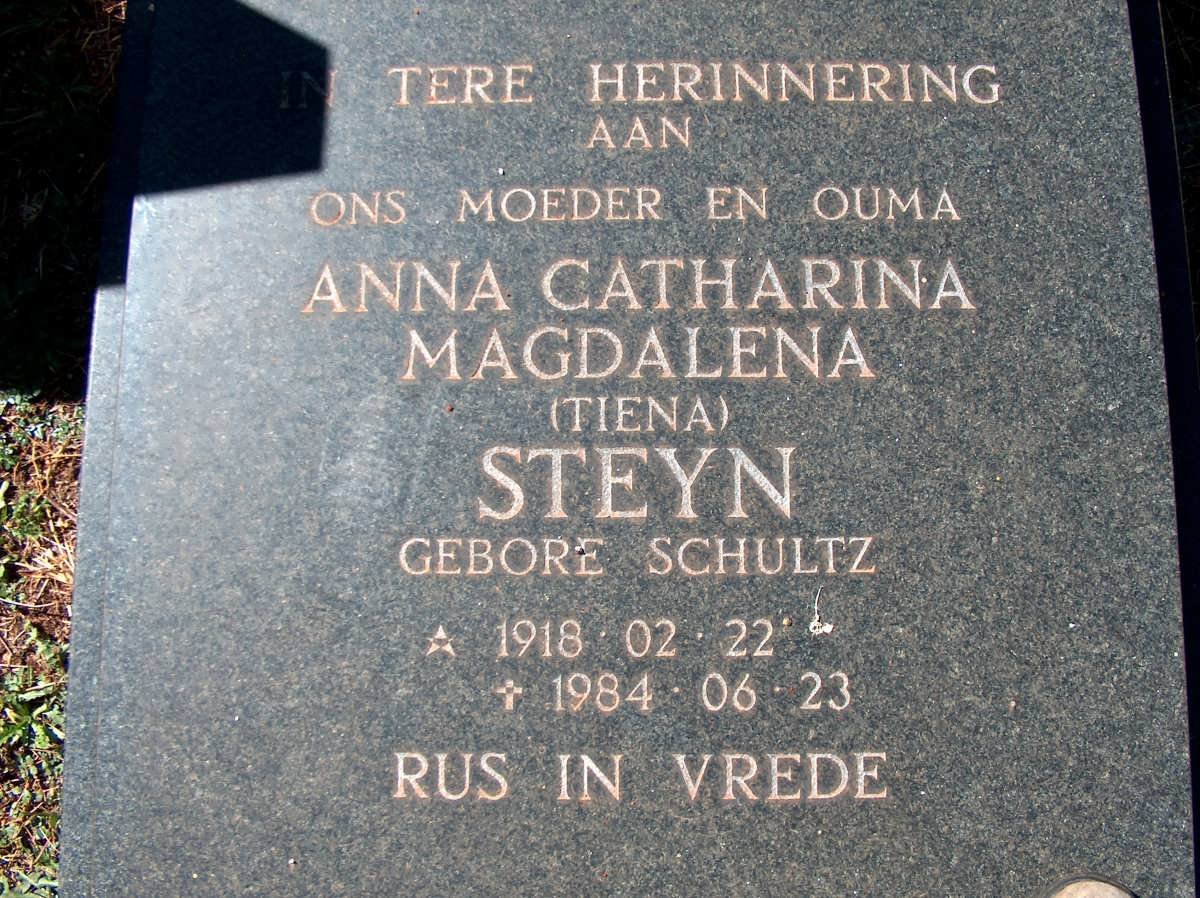 IN TERE HERINNERING
AAN
ONS MOEDER EN OUMA
ANNA CATHARINA
MAGDALENA
(TIENA)
STEYN
GEBORE SCHULTZ
★ 1918·02·22
✝ 1984·06·23
RUS IN VREDE